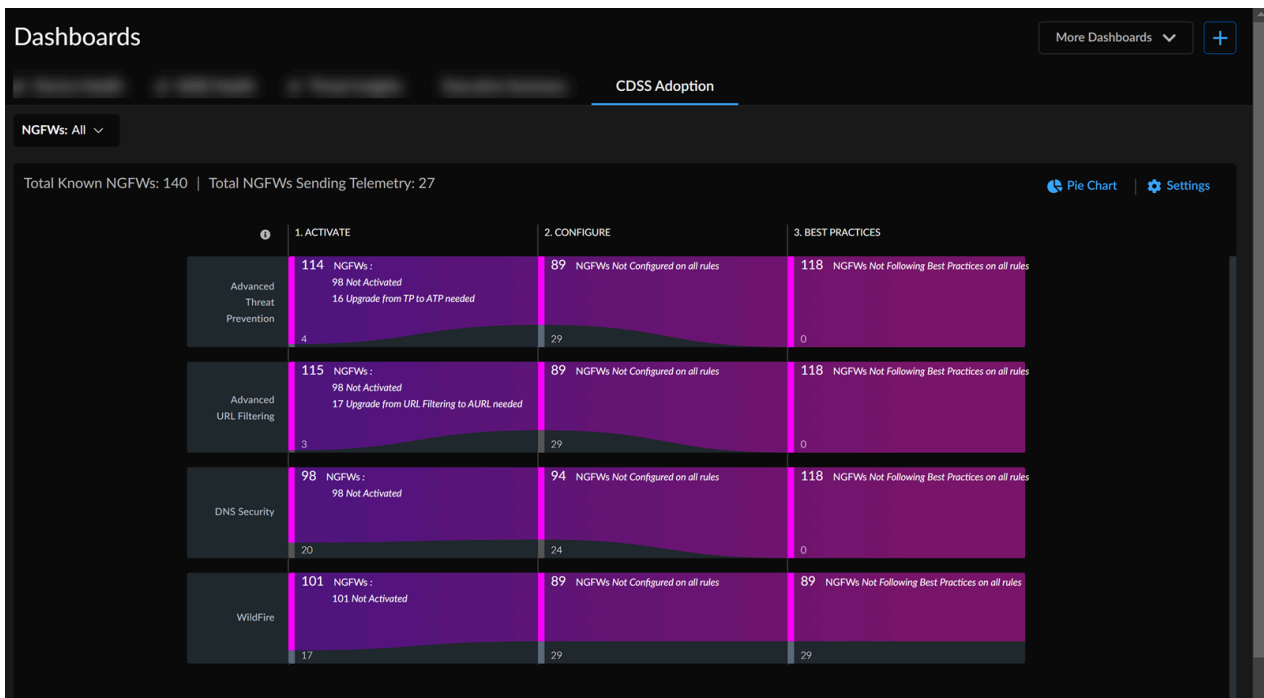 Dashboards
More Dashboards
CDSS Adoption
NGFWs: All
Total Known NGFWs: 140 | Total NGFWs Sending Telemetry: 27
Pie Chart | Settings
1. ACTIVATE
2. CONFIGURE
3. BEST PRACTICES
Advanced
Threat
Prevention
114 NGFWs :
98 Not Activated
16 Upgrade from TP to ATP needed
4
89 NGFWs Not Configured on all rules
29
118 NGFWs Not Following Best Practices on all rules
0
Advanced
URL Filtering
115 NGFWs :
98 Not Activated
17 Upgrade from URL Filtering to AURL needed
3
89 NGFWs Not Configured on all rules
29
118 NGFWs Not Following Best Practices on all rules
0
DNS Security
98 NGFWs :
98 Not Activated
20
94 NGFWs Not Configured on all rules
24
118 NGFWs Not Following Best Practices on all rules
0
WildFire
101 NGFWs :
101 Not Activated
17
89 NGFWs Not Configured on all rules
29
89 NGFWs Not Following Best Practices on all rules
29